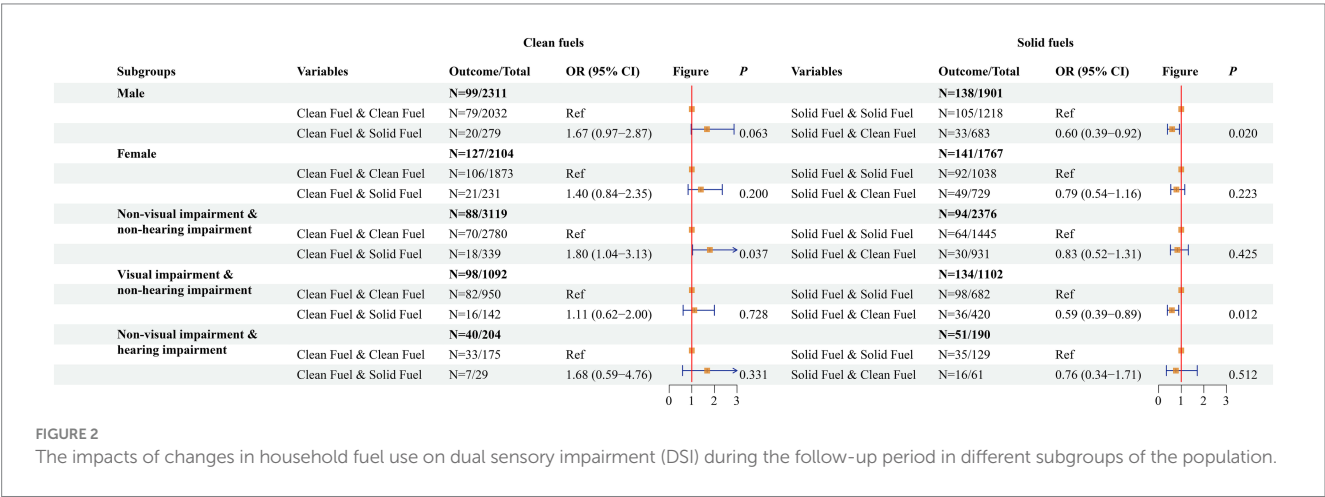 Clean fuels Solid fuels
Subgroups Variables Outcome/Total OR (95% CI) Figure P Variables Outcome/Total OR (95% CI) Figure P
Male N=99/2311 N=138/1901
Clean Fuel & Clean Fuel N=79/2032 Ref Solid Fuel & Solid Fuel N=105/1218 Ref
Clean Fuel & Solid Fuel N=20/279 1.67 (0.97−2.87) 0.063 Solid Fuel & Clean Fuel N=33/683 0.60 (0.39−0.92) 0.020
Female N=127/2104 N=141/1767
Clean Fuel & Clean Fuel N=106/1873 Ref Solid Fuel & Solid Fuel N=92/1038 Ref
Clean Fuel & Solid Fuel N=21/231 1.40 (0.84−2.35) 0.200 Solid Fuel & Clean Fuel N=49/729 0.79 (0.54−1.16) 0.223
Non-visual impairment & N=88/3119 N=94/2376
non-hearing impairment Clean Fuel & Clean Fuel N=70/2780 Ref Solid Fuel & Solid Fuel N=64/1445 Ref
Clean Fuel & Solid Fuel N=18/339 1.80 (1.04−3.13) 0.037 Solid Fuel & Clean Fuel N=30/931 0.83 (0.52−1.31) 0.425
Visual impairment & N=98/1092 N=134/1102
non-hearing impairment Clean Fuel & Clean Fuel N=82/950 Ref Solid Fuel & Solid Fuel N=98/682 Ref
Clean Fuel & Solid Fuel N=16/142 1.11 (0.62−2.00) 0.728 Solid Fuel & Clean Fuel N=36/420 0.59 (0.39−0.89) 0.012
Non-visual impairment & N=40/204 N=51/190
hearing impairment Clean Fuel & Clean Fuel N=33/175 Ref Solid Fuel & Solid Fuel N=35/129 Ref
Clean Fuel & Solid Fuel N=7/29 1.68 (0.59−4.76) 0.331 Solid Fuel & Clean Fuel N=16/61 0.76 (0.34−1.71) 0.512
0 1 2 3 0 1 2 3
FIGURE 2
The impacts of changes in household fuel use on dual sensory impairment (DSI) during the follow-up period in different subgroups of the population.